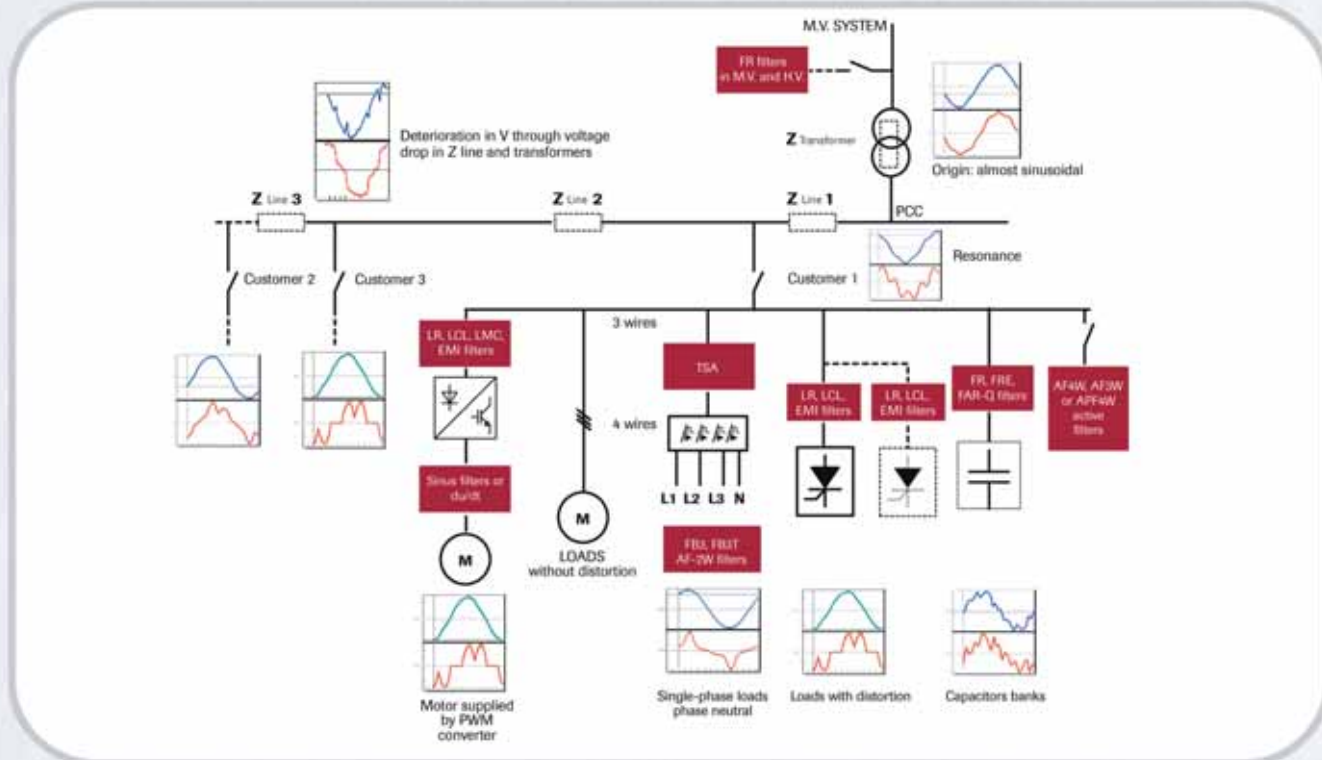 M.V. SYSTEM
FR filters
in M.V. and H.V.
Z Transformer
Origin: almost sinusoidal
Deterioration in V through voltage
drop in Z line and transformers
Z Line 3
Z Line 2
Z Line 1
PCC
Resonance
Customer 2
Customer 3
Customer 1
3 wires
LR, LCL, LMC,
EMI filters
TSA
LR, LCL,
EMI filters
LR, LCL,
EMI filters
FR, FRE,
FAR-Q filters
AF4W, AF3W
or APF4W
active
filters
4 wires
Sinus filters or
du/dt
L1 L2 L3 N
M
M
LOADS
without distortion
FB3, FB3T
AF-2W filters
Motor supplied
by PWM
converter
Single-phase loads
phase neutral
Loads with distortion
Capacitors banks